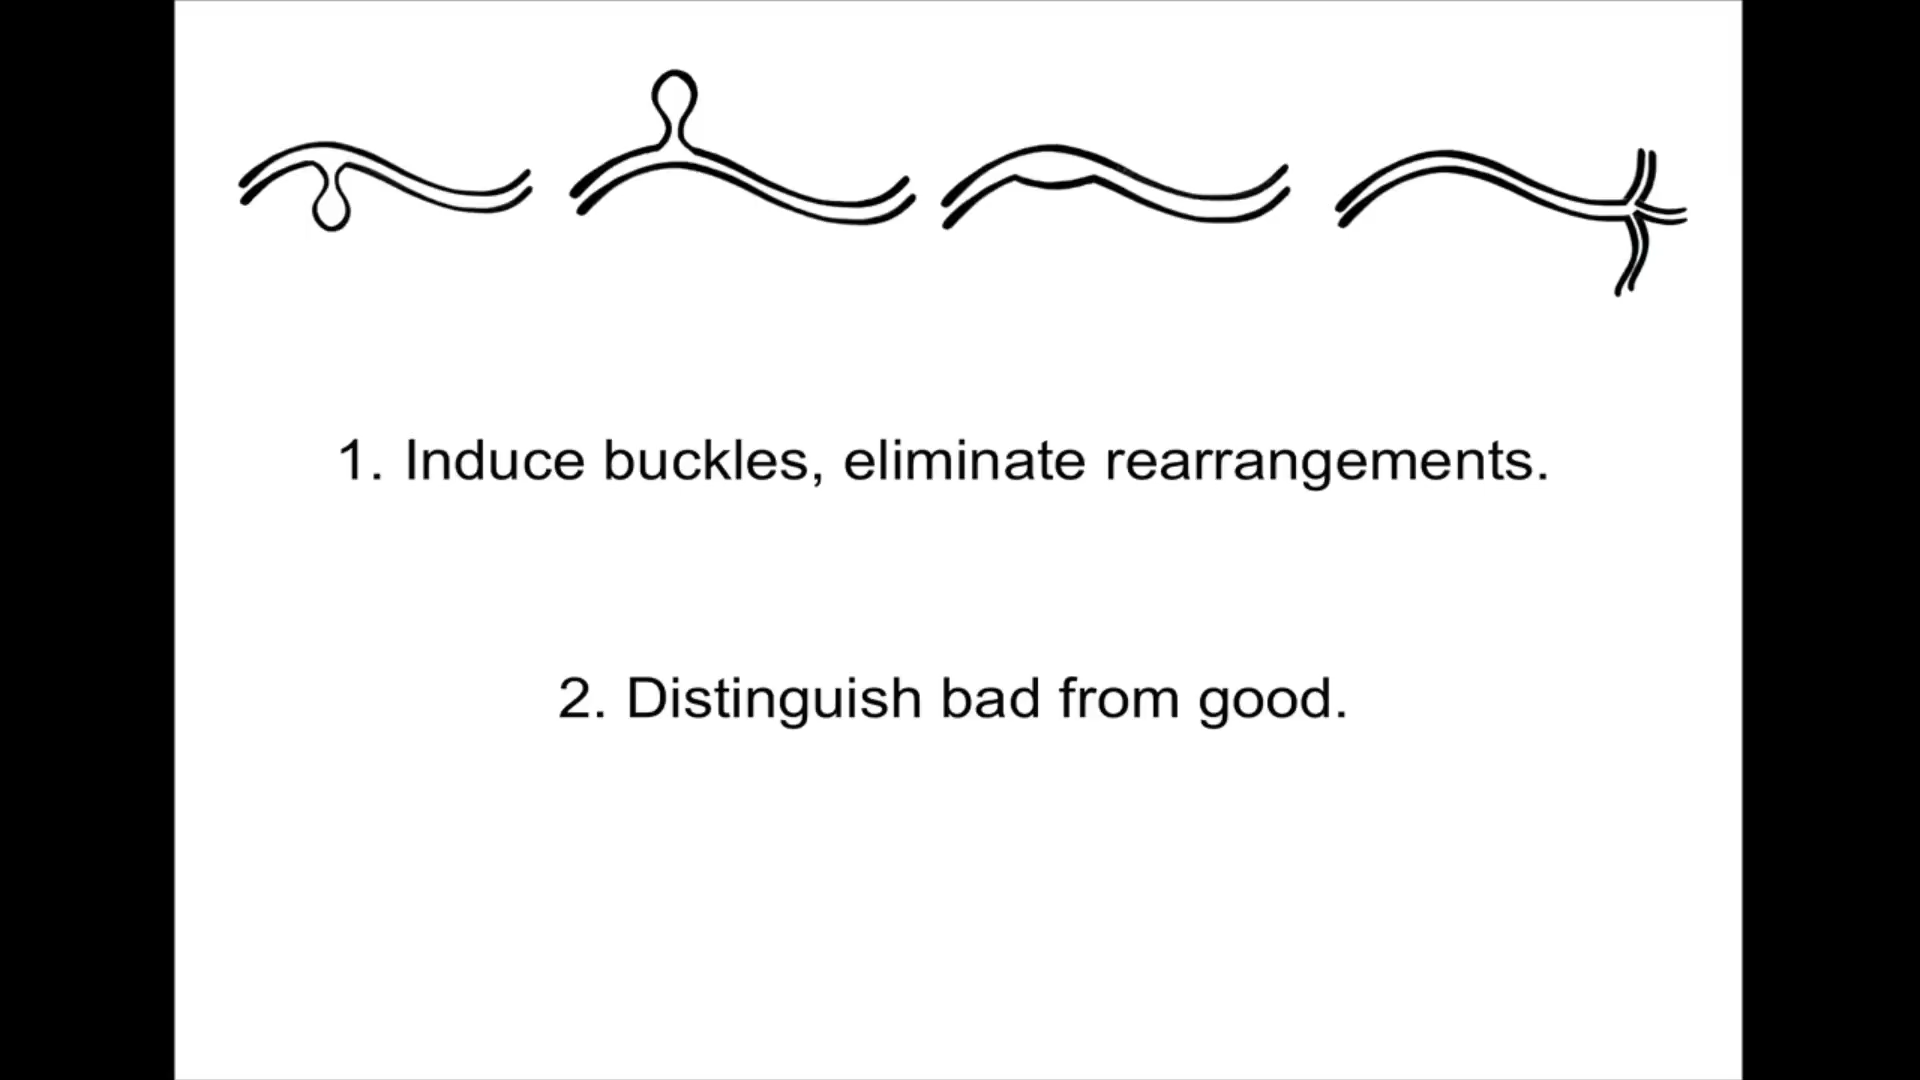 1. Induce buckles, eliminate rearrangements.
2. Distinguish bad from good.